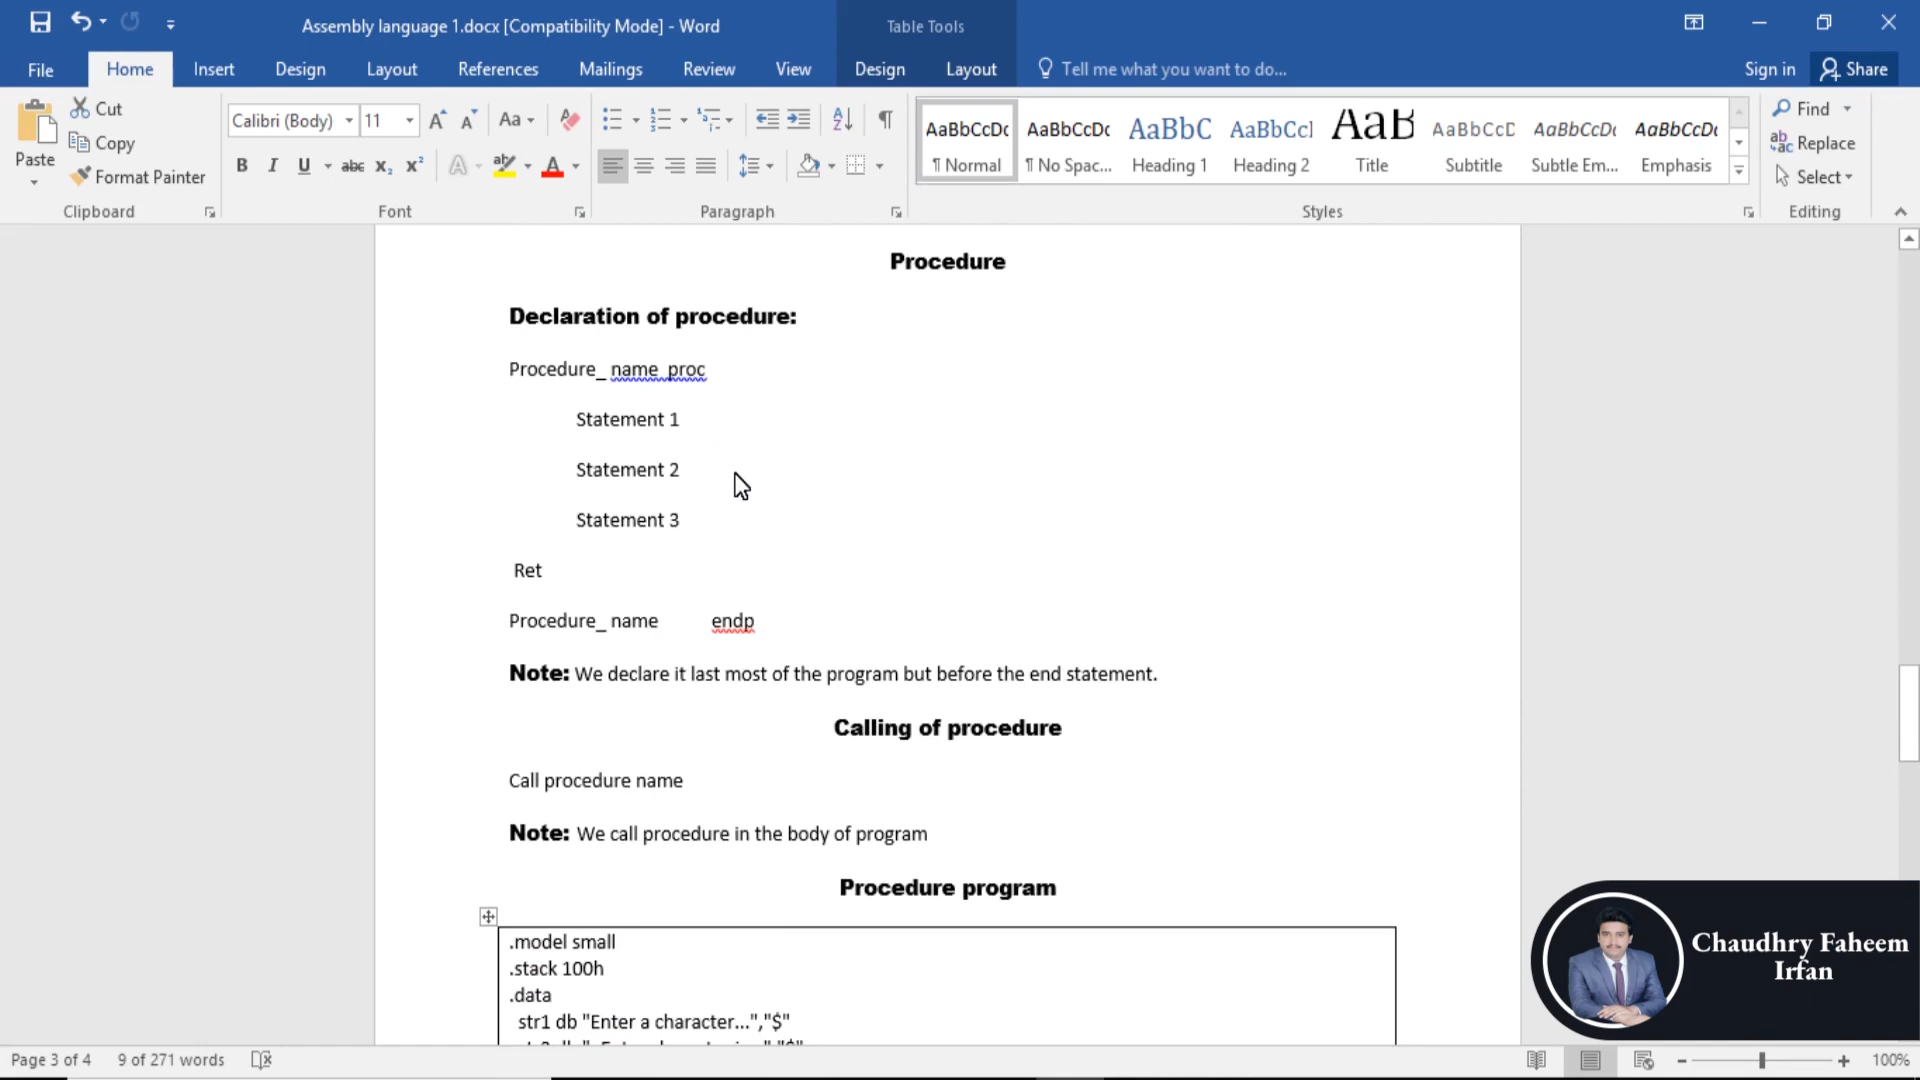 Assembly language 1.docx [Compatibility Mode] - Word
Table Tools
File Home Insert Design Layout References Mailings Review View Design Layout Tell me what you want to do... Sign in Share
Paste
Cut
Copy
Format Painter
Clipboard
Calibri (Body) 11
Font
Paragraph
AaBbCcDc AaBbCcDc AaBbC AaBbCcI AaB AaBbCcD AaBbCcDc AaBbCcDc
¶ Normal ¶ No Spac... Heading 1 Heading 2 Title Subtitle Subtle Em... Emphasis
Styles
Find
Replace
Select
Editing
Procedure
Declaration of procedure:
Procedure_ name proc
Statement 1
Statement 2
Statement 3
Ret
Procedure_ name endp
Note: We declare it last most of the program but before the end statement.
Calling of procedure
Call procedure name
Note: We call procedure in the body of program
Procedure program
.model small
.stack 100h
.data
str1 db "Enter a character...","$"
Chaudhry Faheem
Irfan
Page 3 of 4 9 of 271 words
100%